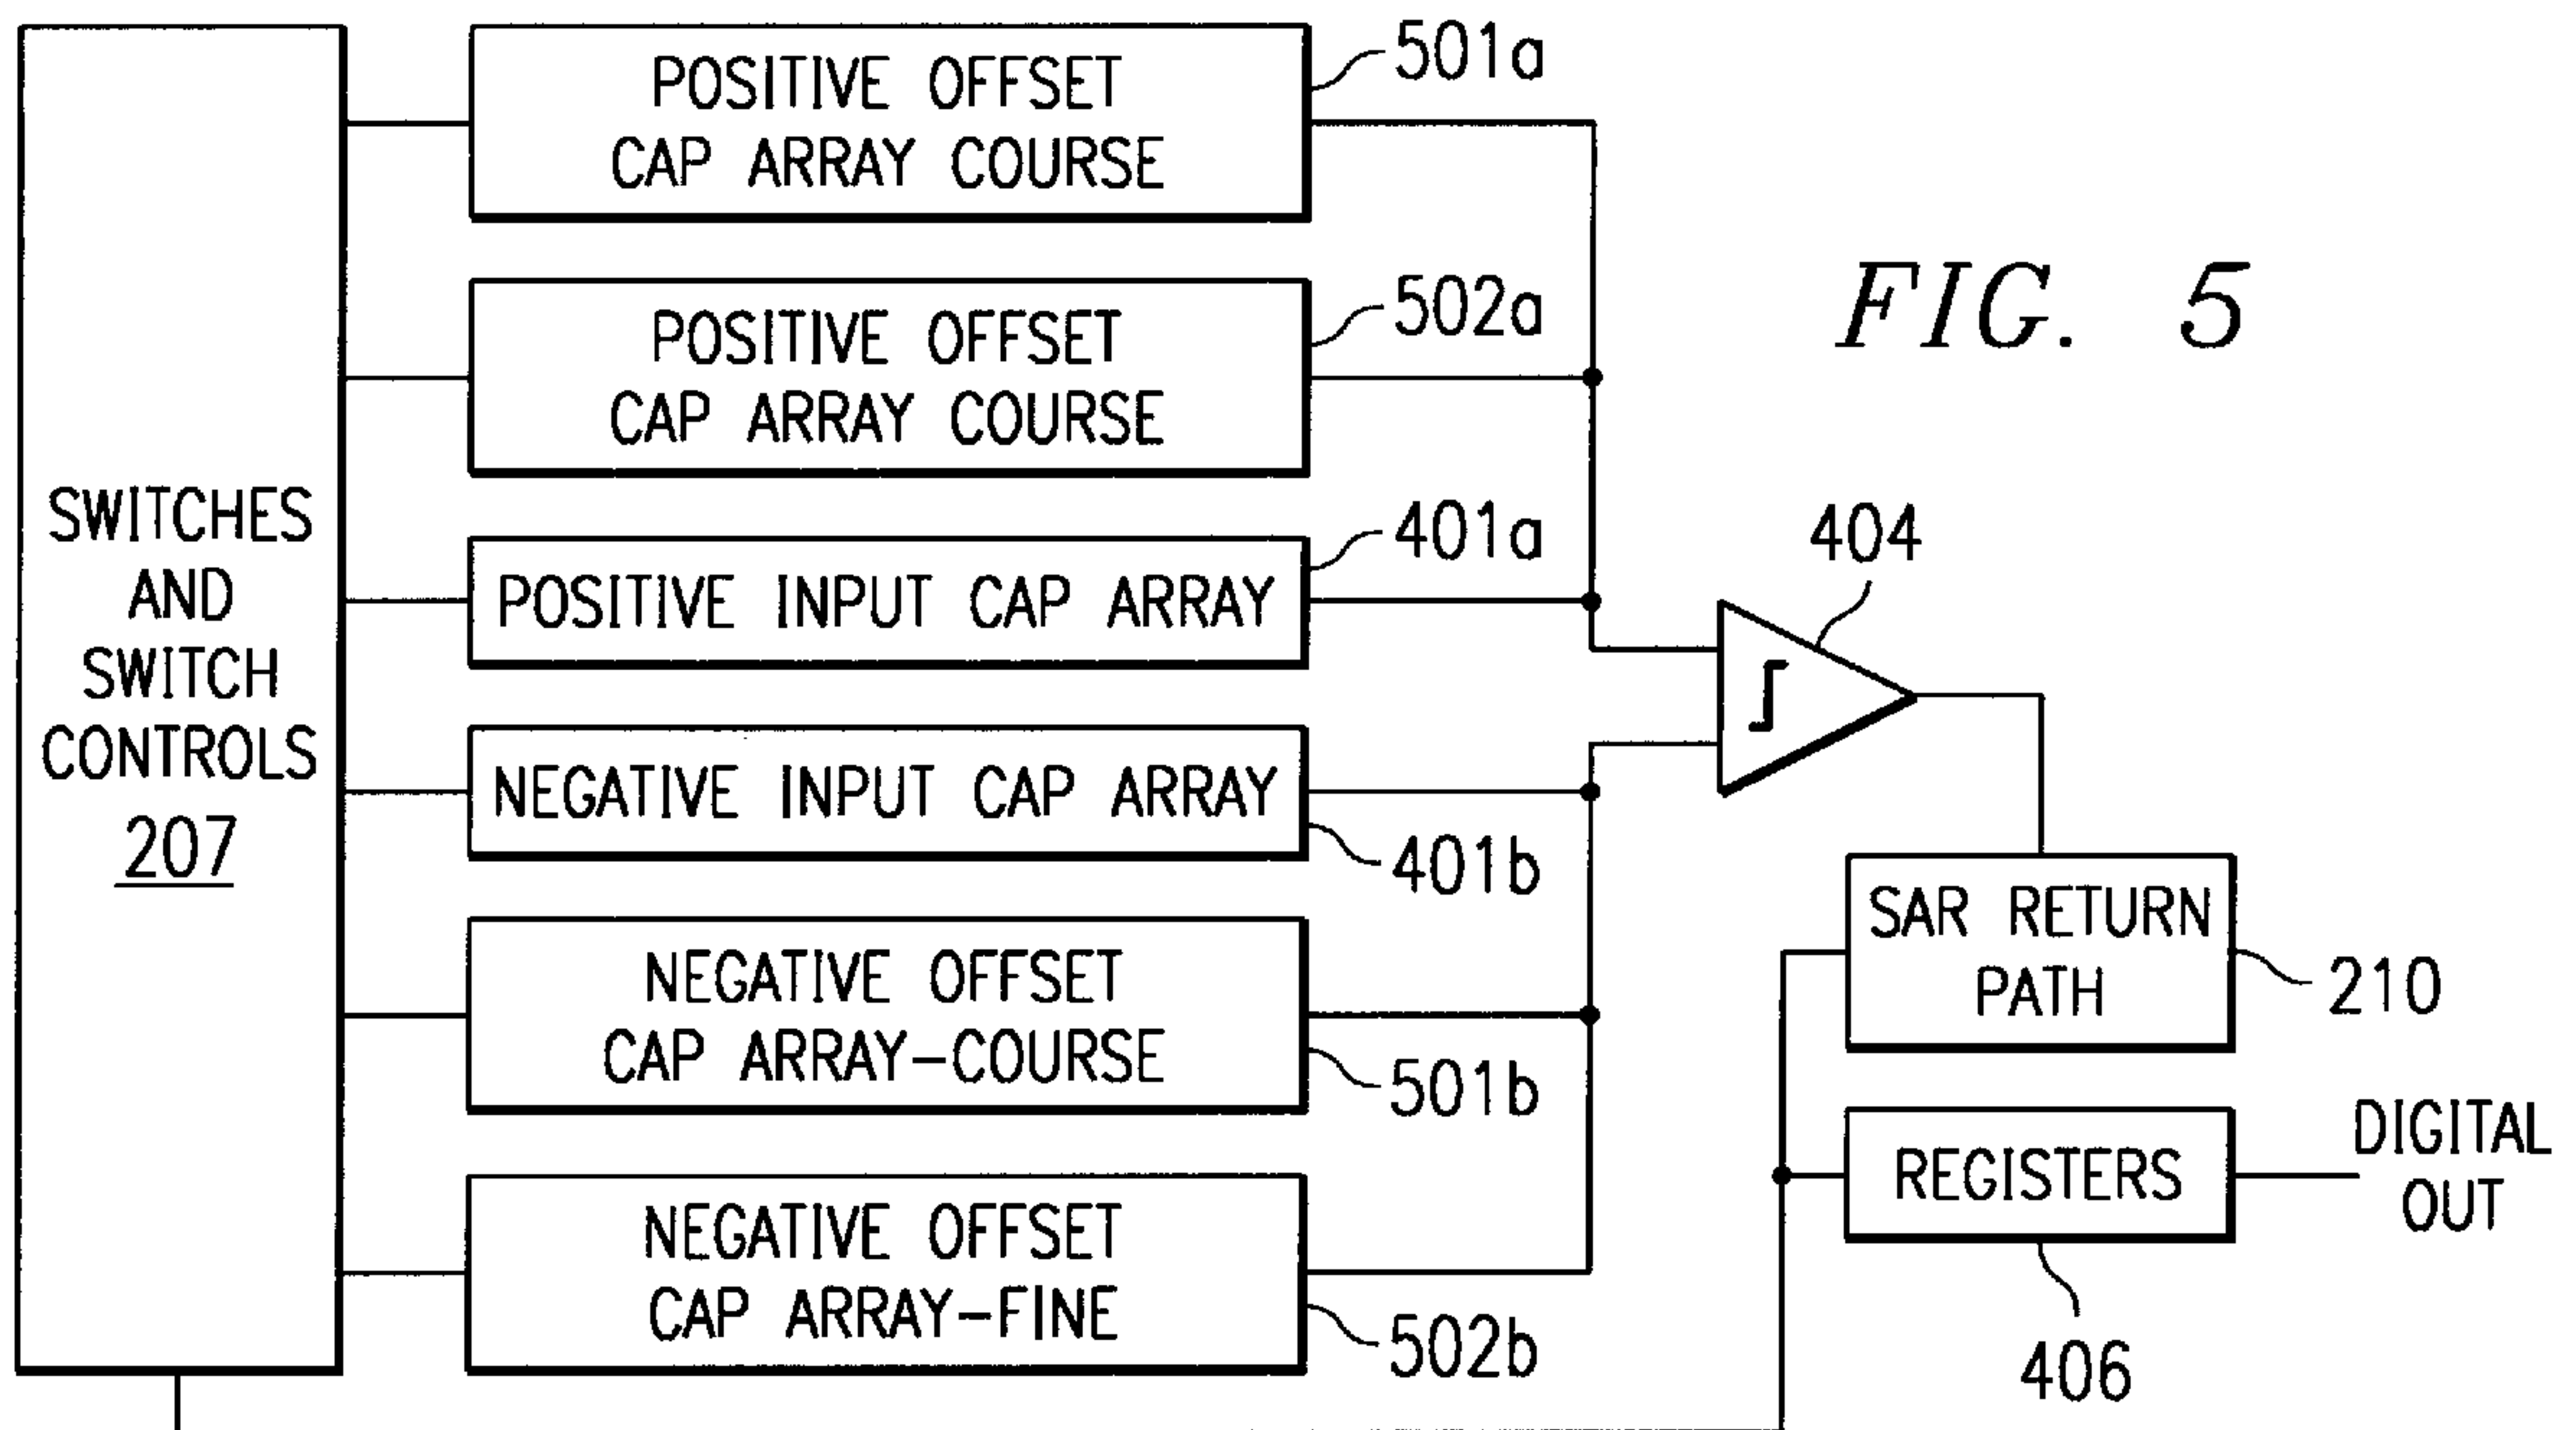 POSITIVE OFFSET
CAP ARRAY COURSE
501a
POSITIVE OFFSET
CAP ARRAY COURSE
502a
FIG. 5
SWITCHES
AND
SWITCH
CONTROLS
207
POSITIVE INPUT CAP ARRAY
401a
404
NEGATIVE INPUT CAP ARRAY
401b
SAR RETURN
PATH
210
NEGATIVE OFFSET
CAP ARRAY-COURSE
501b
REGISTERS
406
DIGITAL
OUT
NEGATIVE OFFSET
CAP ARRAY-FINE
502b